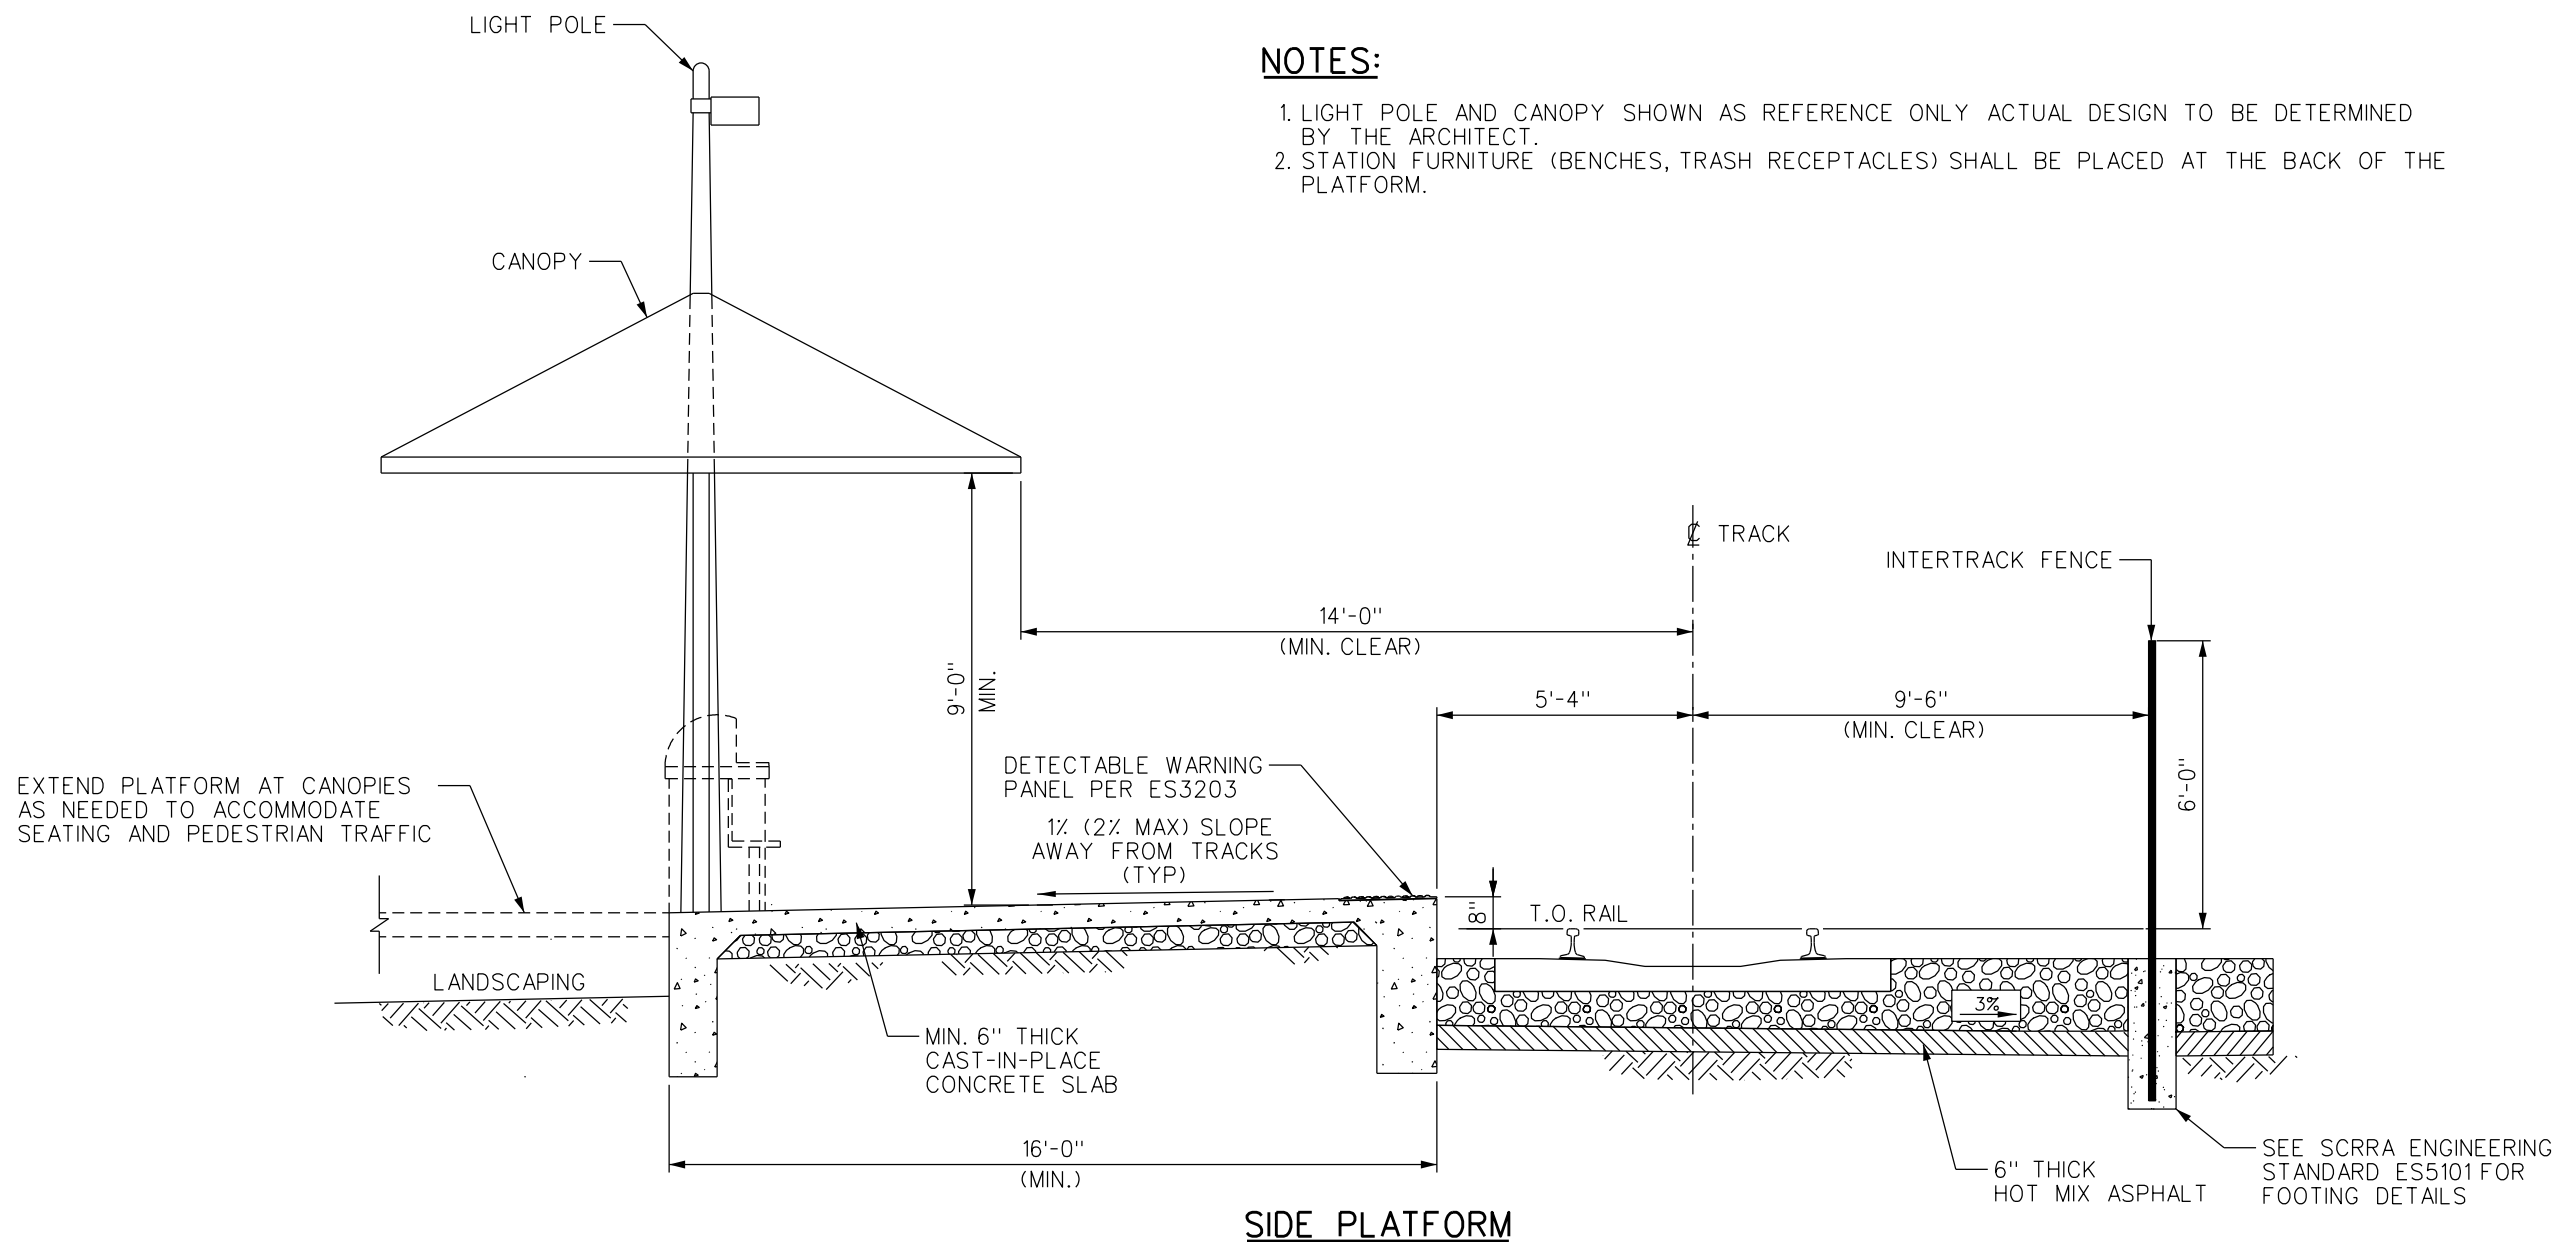 LIGHT POLE
NOTES:
1. LIGHT POLE AND CANOPY SHOWN AS REFERENCE ONLY ACTUAL DESIGN TO BE DETERMINED
BY THE ARCHITECT.
2. STATION FURNITURE (BENCHES, TRASH RECEPTACLES) SHALL BE PLACED AT THE BACK OF THE
PLATFORM.
CANOPY
℄ TRACK
INTERTRACK FENCE
14'-0"
(MIN. CLEAR)
9'-0"
MIN.
5'-4"
9'-6"
(MIN. CLEAR)
6'-0"
EXTEND PLATFORM AT CANOPIES
AS NEEDED TO ACCOMMODATE
SEATING AND PEDESTRIAN TRAFFIC
DETECTABLE WARNING
PANEL PER ES3203
1% (2% MAX) SLOPE
AWAY FROM TRACKS
(TYP)
8"
T.O. RAIL
LANDSCAPING
3%
MIN. 6" THICK
CAST-IN-PLACE
CONCRETE SLAB
16'-0"
(MIN.)
6" THICK
HOT MIX ASPHALT
SEE SCRRA ENGINEERING
STANDARD ES5101 FOR
FOOTING DETAILS
SIDE PLATFORM